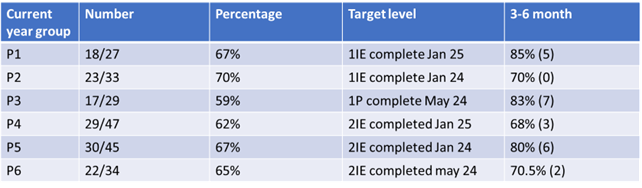 Current year group Number Percentage Target level 3-6 month
P1 18/27 67% 1IE complete Jan 25 85% (5)
P2 23/33 70% 1IE complete Jan 24 70% (0)
P3 17/29 59% 1P complete May 24 83% (7)
P4 29/47 62% 2IE completed Jan 25 68% (3)
P5 30/45 67% 2IE completed Jan 24 80% (6)
P6 22/34 65% 2IE completed may 24 70.5% (2)